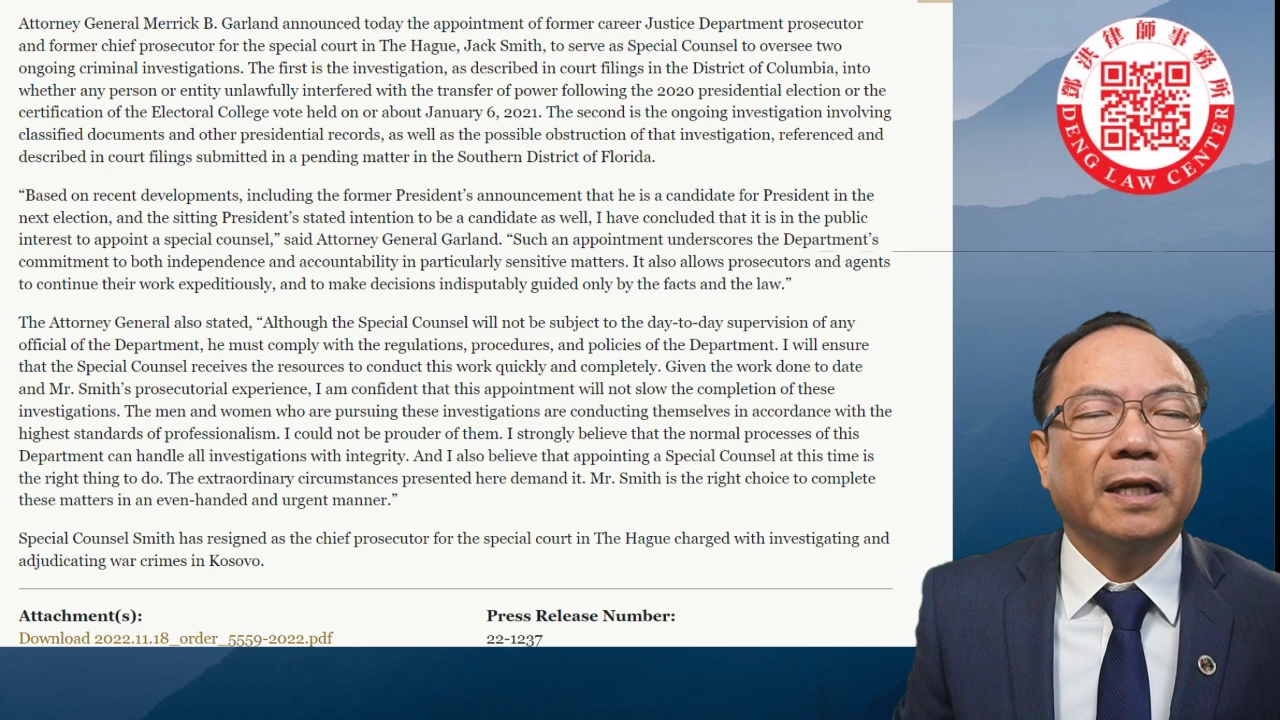 Attorney General Merrick B. Garland announced today the appointment of former career Justice Department prosecutor
and former chief prosecutor for the special court in The Hague, Jack Smith, to serve as Special Counsel to oversee two
ongoing criminal investigations. The first is the investigation, as described in court filings in the District of Columbia, into
whether any person or entity unlawfully interfered with the transfer of power following the 2020 presidential election or the
certification of the Electoral College vote held on or about January 6, 2021. The second is the ongoing investigation involving
classified documents and other presidential records, as well as the possible obstruction of that investigation, referenced and
described in court filings submitted in a pending matter in the Southern District of Florida.
“Based on recent developments, including the former President’s announcement that he is a candidate for President in the
next election, and the sitting President’s stated intention to be a candidate as well, I have concluded that it is in the public
interest to appoint a special counsel,” said Attorney General Garland. “Such an appointment underscores the Department’s
commitment to both independence and accountability in particularly sensitive matters. It also allows prosecutors and agents
to continue their work expeditiously, and to make decisions indisputably guided only by the facts and the law.”
The Attorney General also stated, “Although the Special Counsel will not be subject to the day-to-day supervision of any
official of the Department, he must comply with the regulations, procedures, and policies of the Department. I will ensure
that the Special Counsel receives the resources to conduct this work quickly and completely. Given the work done to date
and Mr. Smith’s prosecutorial experience, I am confident that this appointment will not slow the completion of these
investigations. The men and women who are pursuing these investigations are conducting themselves in accordance with the
highest standards of professionalism. I could not be prouder of them. I strongly believe that the normal processes of this
Department can handle all investigations with integrity. And I also believe that appointing a Special Counsel at this time is
the right thing to do. The extraordinary circumstances presented here demand it. Mr. Smith is the right choice to complete
these matters in an even-handed and urgent manner.”
Special Counsel Smith has resigned as the chief prosecutor for the special court in The Hague charged with investigating and
adjudicating war crimes in Kosovo.
Attachment(s):
Download 2022.11.18_order_5559-2022.pdf
Press Release Number:
22-1237
鄧洪律師事務所
DENG LAW CENTER